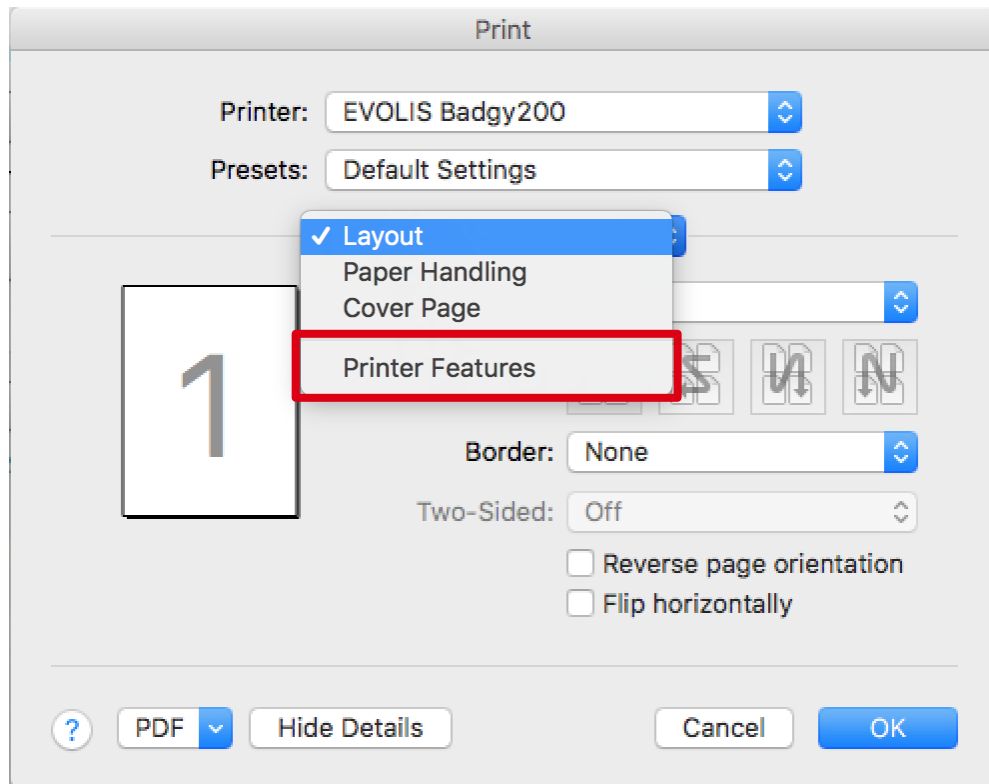 Print
Printer: EVOLIS Badgy200
Presets: Default Settings
✓ Layout
Paper Handling
Cover Page
Printer Features
1
Border: None
Two-Sided: Off
Reverse page orientation
Flip horizontally
? PDF Hide Details Cancel OK